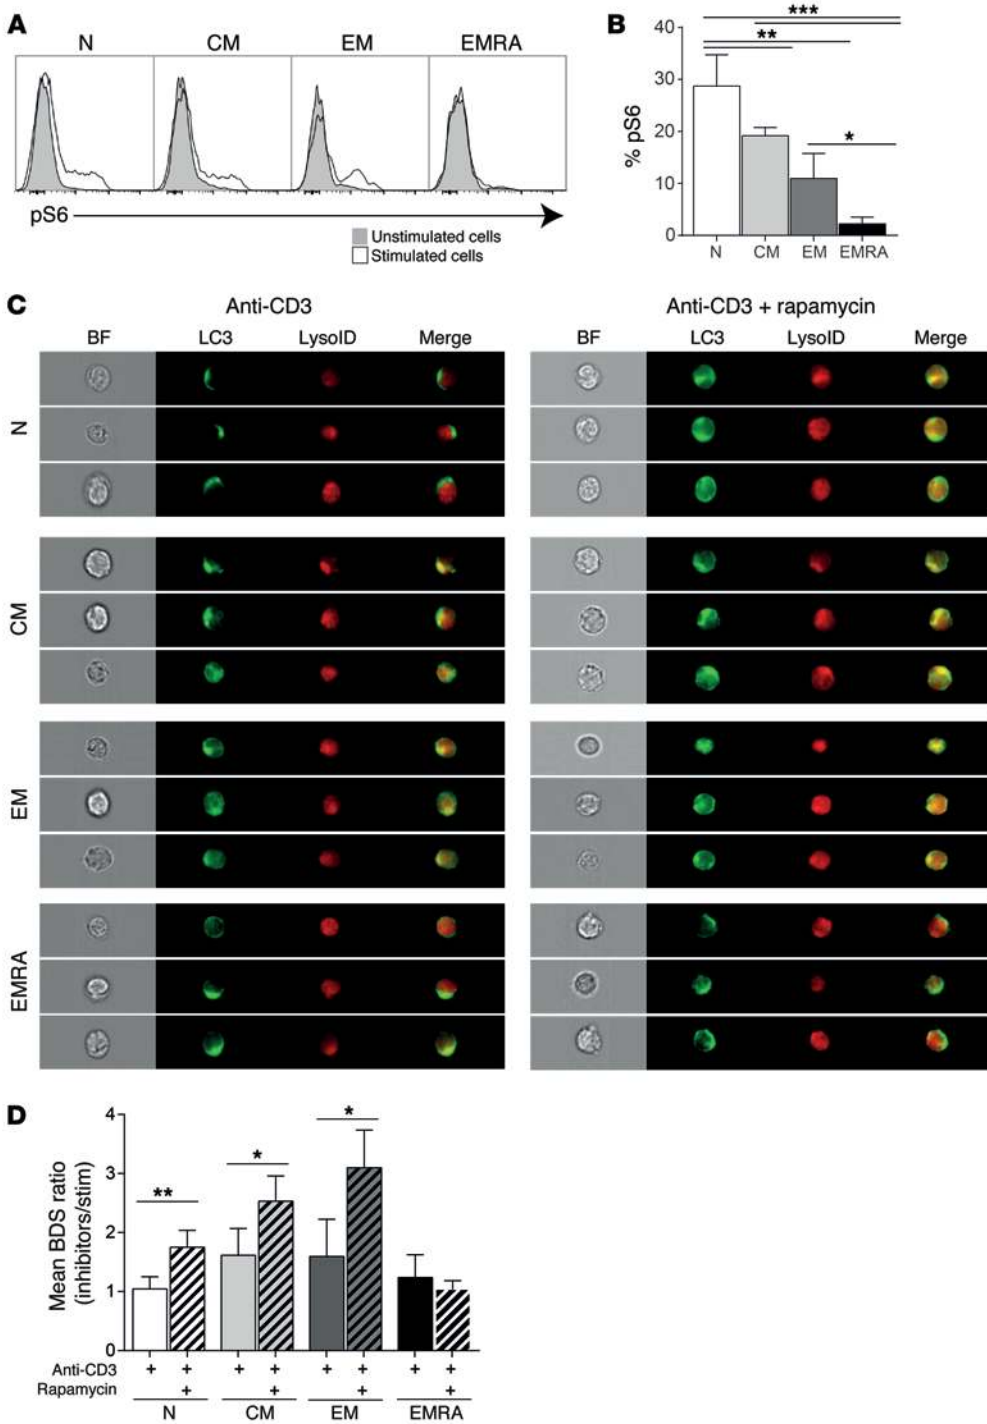 A
N CM EM EMRA
pS6
Unstimulated cells
Stimulated cells
B
***
**
*
% pS6
40
30
20
10
0
N CM EM EMRA
C
Anti-CD3 Anti-CD3 + rapamycin
BF LC3 LysoID Merge BF LC3 LysoID Merge
N
CM
EM
EMRA
D
Mean BDS ratio
(inhibitors/stim)
4
3
2
1
0
** * *
Anti-CD3 + + + + + + + +
Rapamycin + + + +
N CM EM EMRA